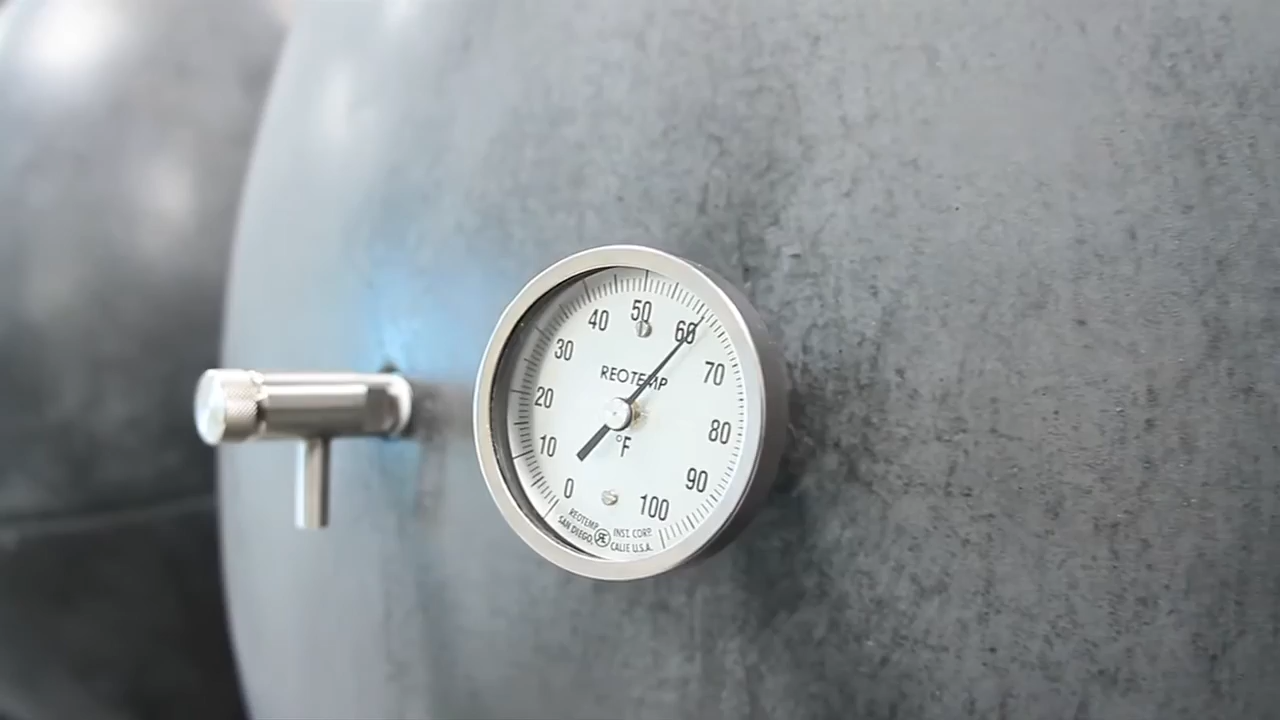 0
10
20
30
40
50
60
70
80
90
100
REOTEMP
°F
REOTEMP INST. CORP.
SAN DIEGO, CALIF. U.S.A.